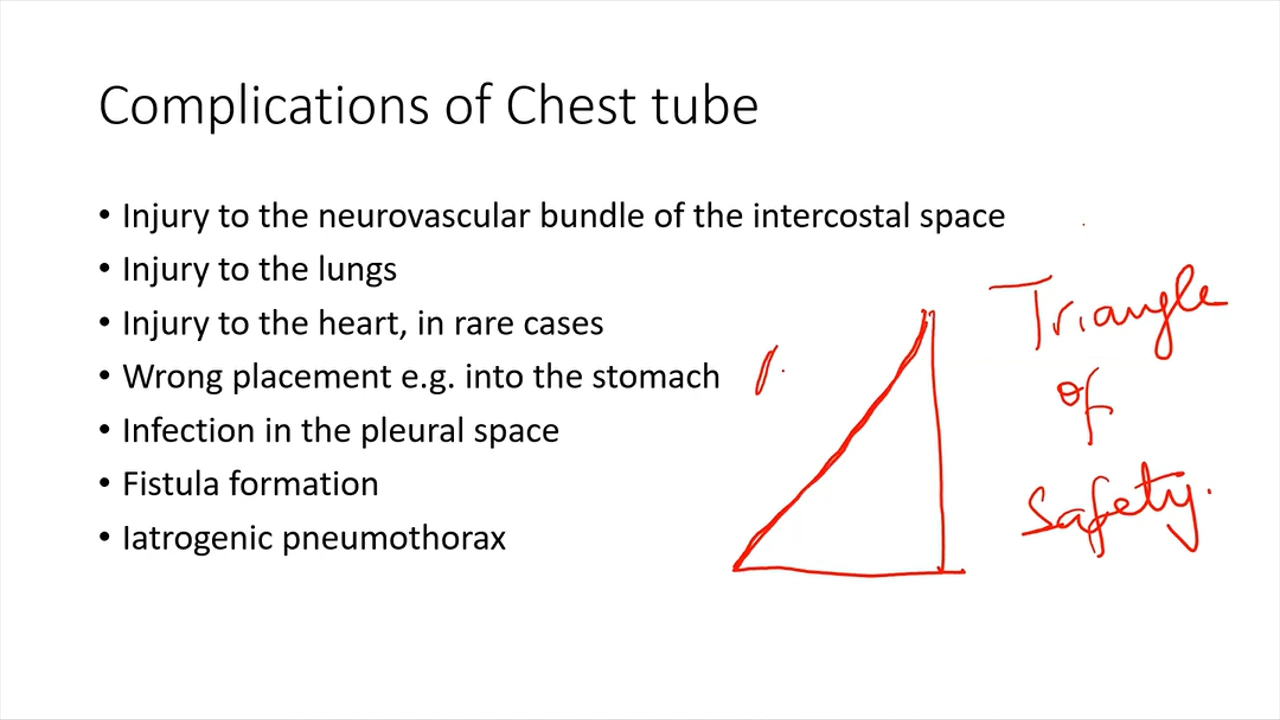 Complications of Chest tube
• Injury to the neurovascular bundle of the intercostal space
• Injury to the lungs
• Injury to the heart, in rare cases
• Wrong placement e.g. into the stomach
• Infection in the pleural space
• Fistula formation
• Iatrogenic pneumothorax
Triangle
of
Safety.